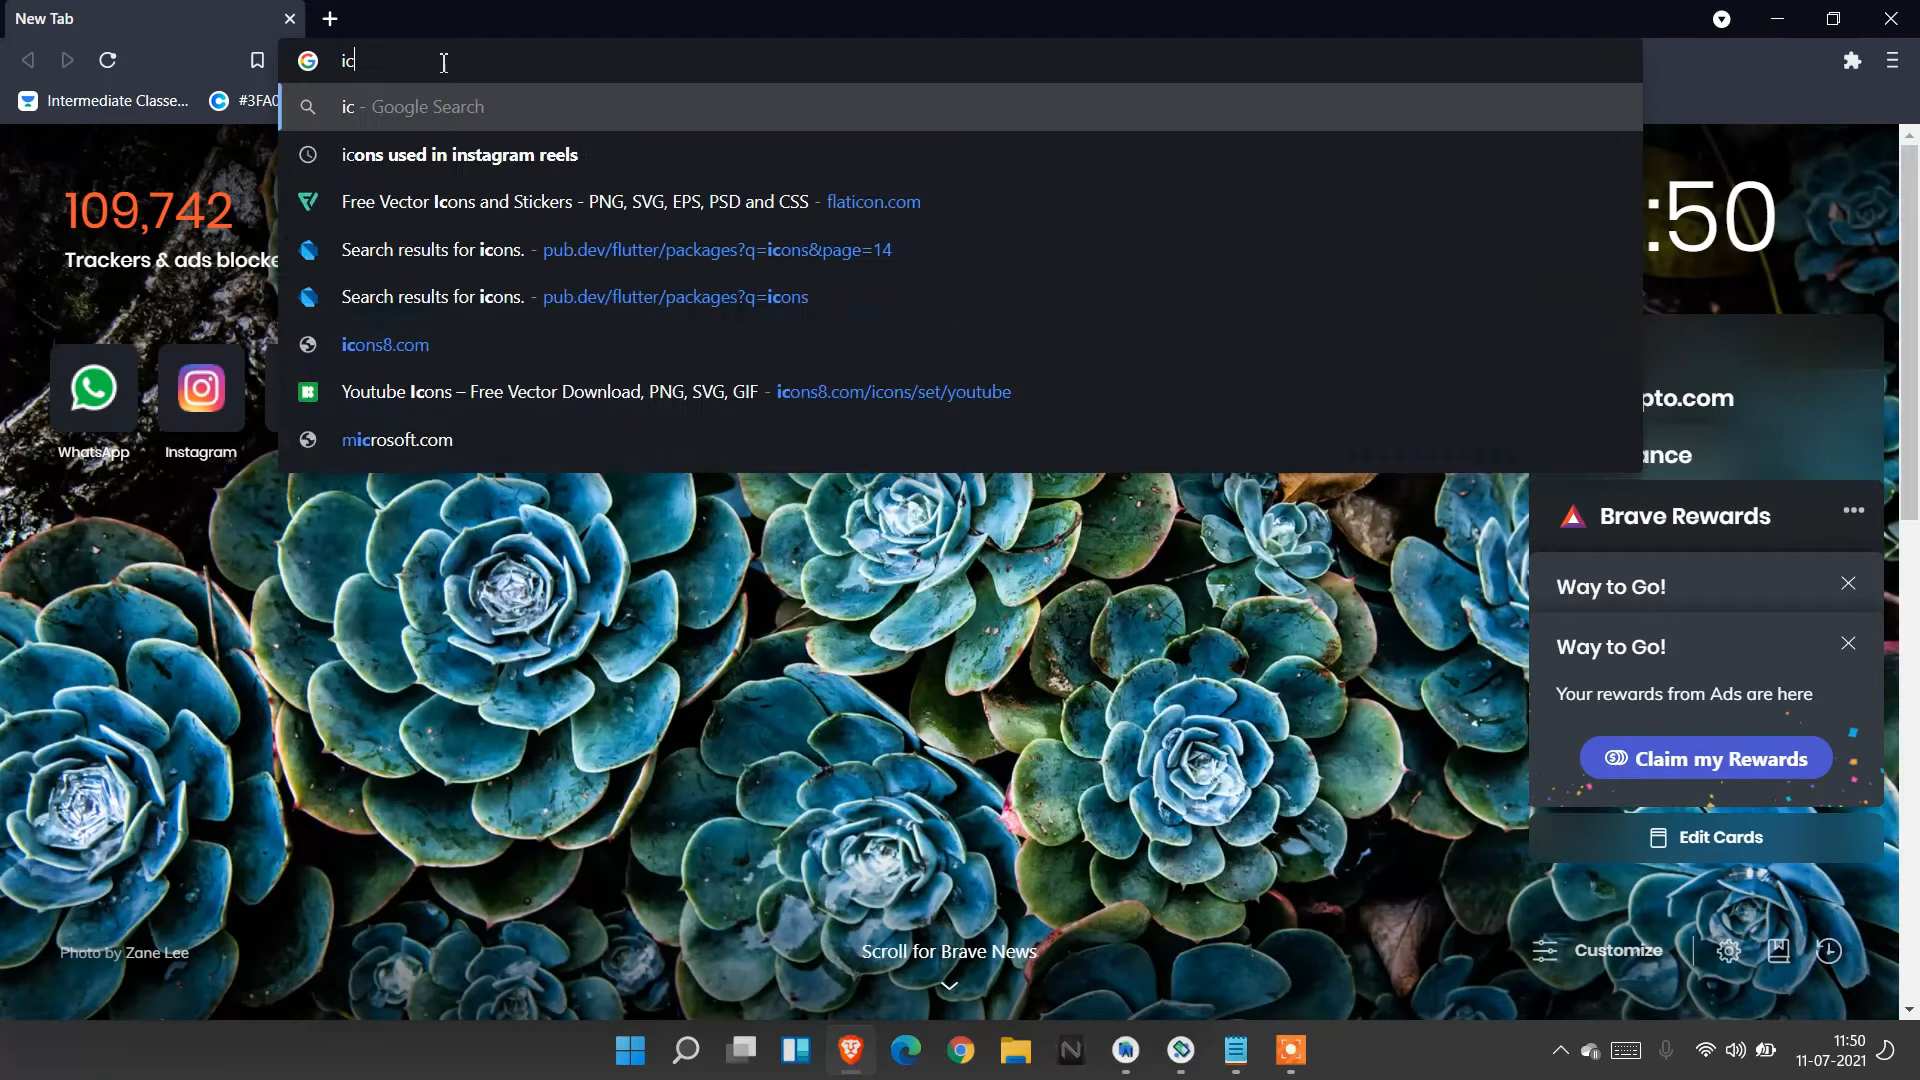 New Tab
ic
Intermediate Classe...
#3FA0
ic - Google Search
icons used in instagram reels
Free Vector Icons and Stickers - PNG, SVG, EPS, PSD and CSS - flaticon.com
Search results for icons. - pub.dev/flutter/packages?q=icons&page=14
Search results for icons. - pub.dev/flutter/packages?q=icons
icons8.com
Youtube Icons – Free Vector Download, PNG, SVG, GIF - icons8.com/icons/set/youtube
microsoft.com
109,742
Trackers & ads blocke
:50
WhatsApp
Instagram
pto.com
ance
Brave Rewards
Way to Go!
Way to Go!
Your rewards from Ads are here
Claim my Rewards
Edit Cards
Photo by Zane Lee
Scroll for Brave News
Customize
11:50
11-07-2021